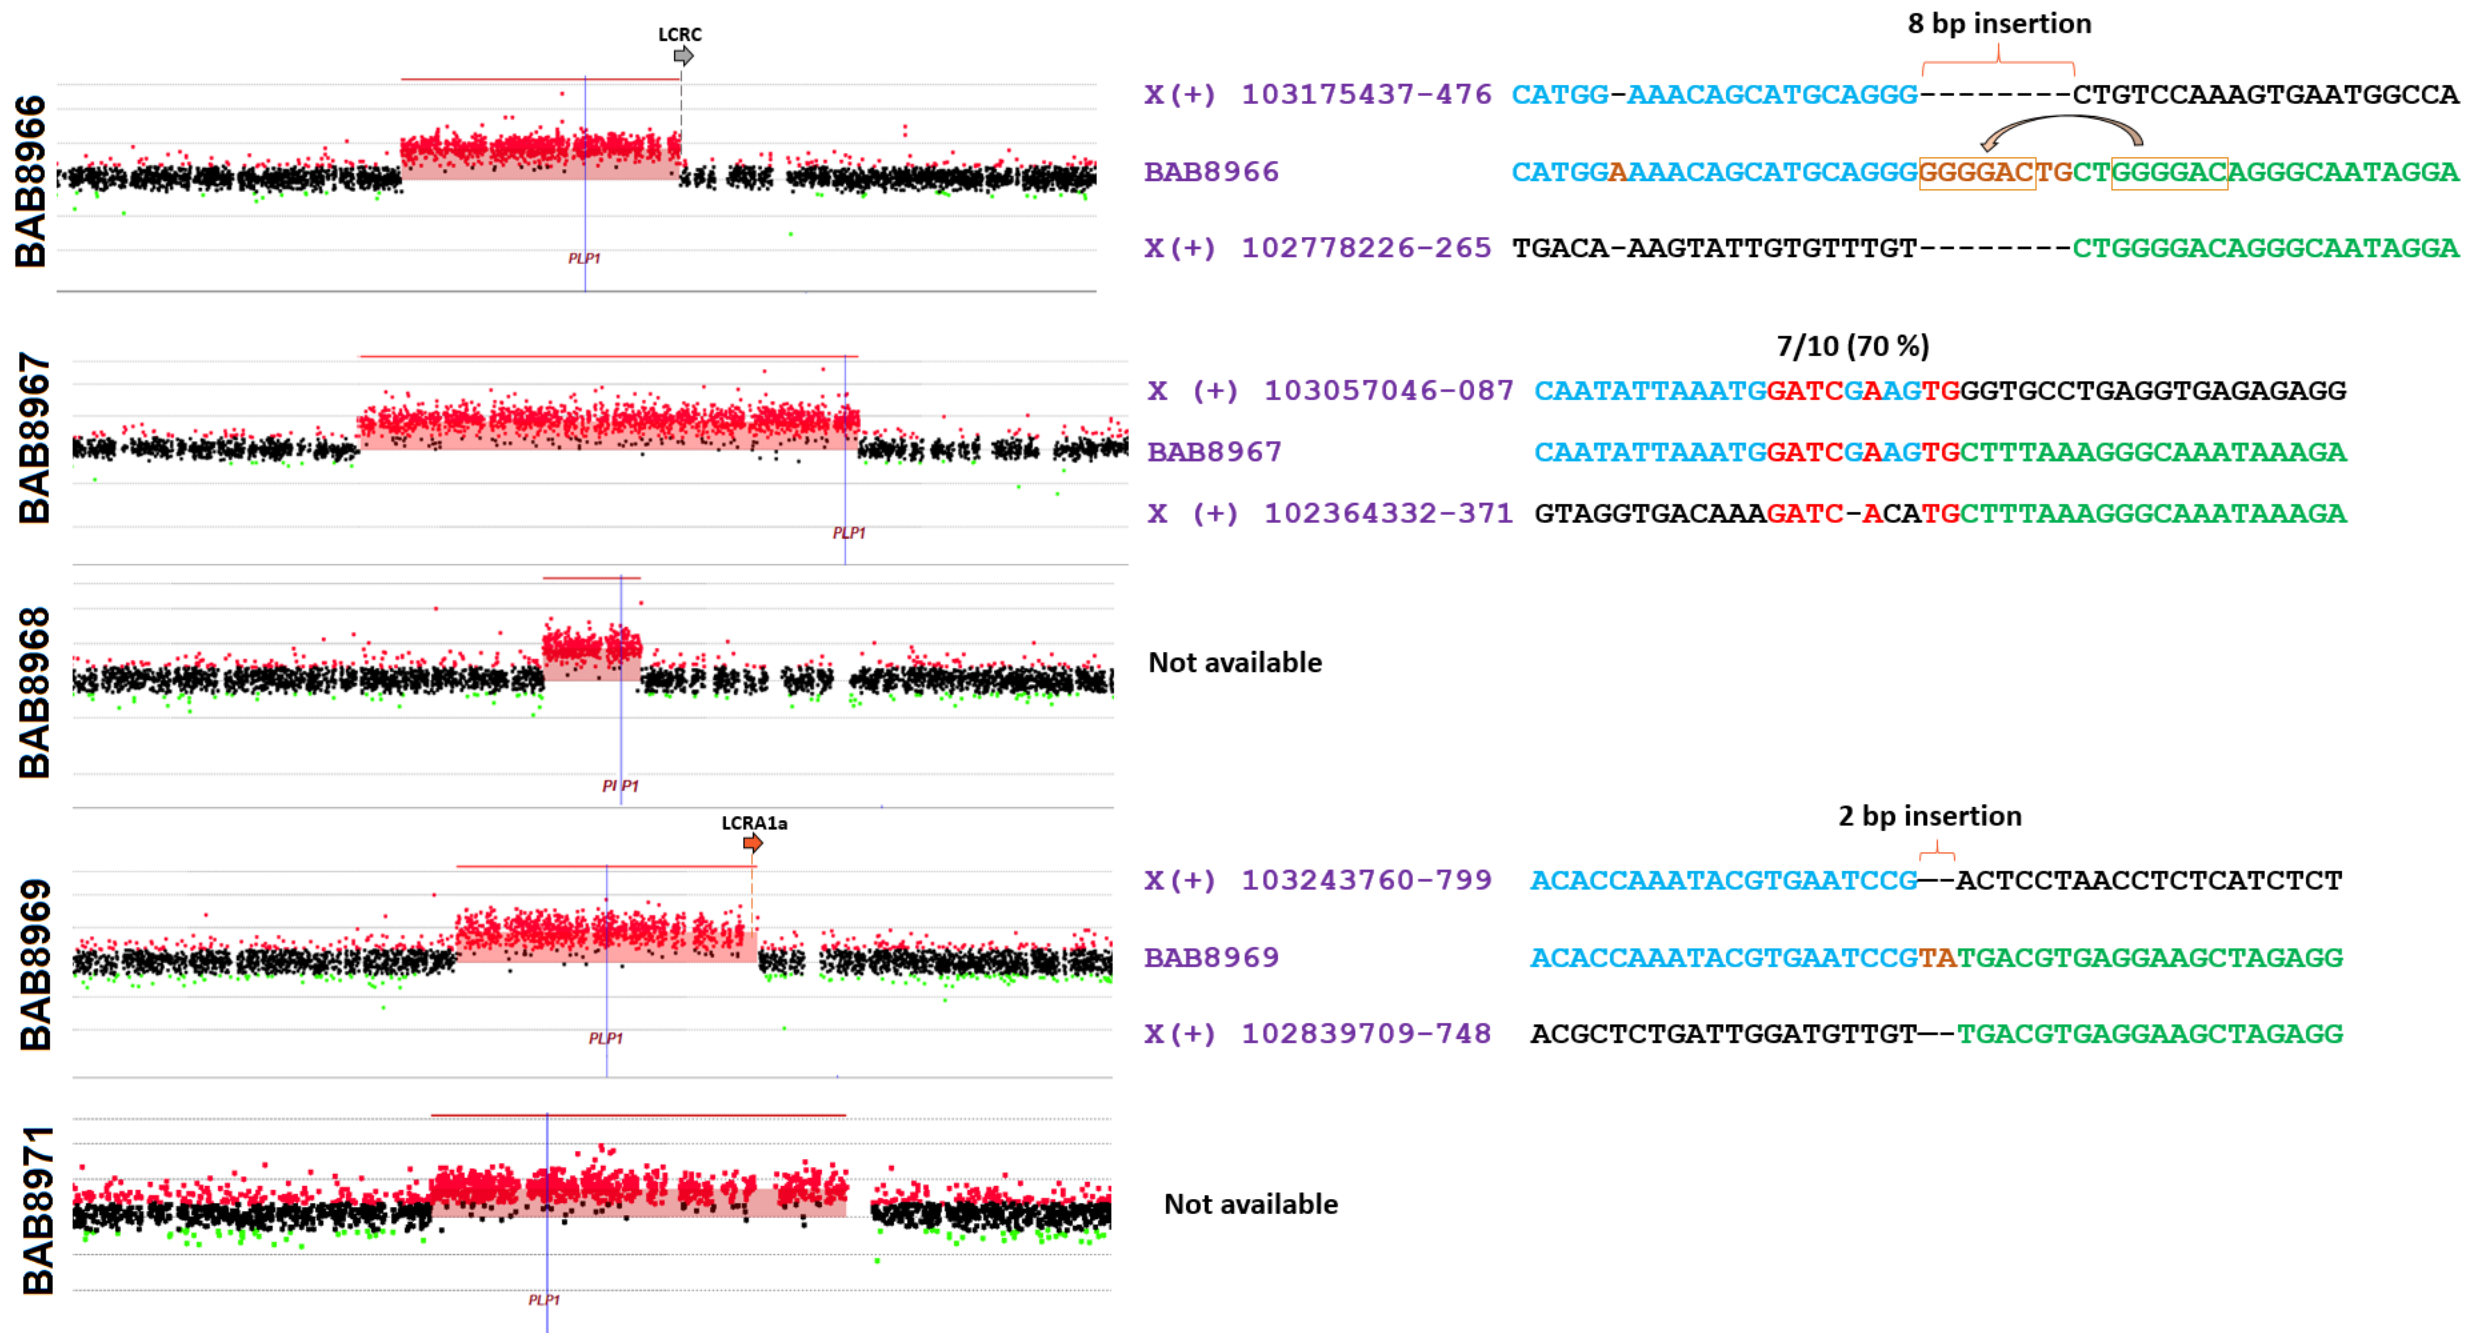 LCRC
8 bp insertion
BAB8966
X(+) 103175437-476 CATGG-AAACAGCATGCAGGG--------CTGTCCAAAGTGAATGGCCA
BAB8966 CATGGAAAACAGCATGCAGGGGGGGACTGCTGGGGACAGGGCAATAGGA
X(+) 102778226-265 TGACA-AAGTATTGTGTTTGT--------CTGGGGACAGGGCAATAGGA
PLP1
BAB8967
7/10 (70 %)
X (+) 103057046-087 CAATATTAAATGGATCGAAGTGGGTGCCTGAGGTGAGAGAGG
BAB8967 CAATATTAAATGGATCGAAGTGCTTTAAAGGGCAAATAAAGA
X (+) 102364332-371 GTAGGTGACAAAGATC-ACATGCTTTAAAGGGCAAATAAAGA
PLP1
BAB8968
Not available
PLP1
LCRA1a
2 bp insertion
BAB8969
X(+) 103243760-799 ACACCAAATACGTGAATCCG--ACTCCTAACCTCTCATCTCT
BAB8969 ACACCAAATACGTGAATCCGTATGACGTGAGGAAGCTAGAGG
X(+) 102839709-748 ACGCTCTGATTGGATGTTGT--TGACGTGAGGAAGCTAGAGG
PLP1
BAB8971
Not available
PLP1